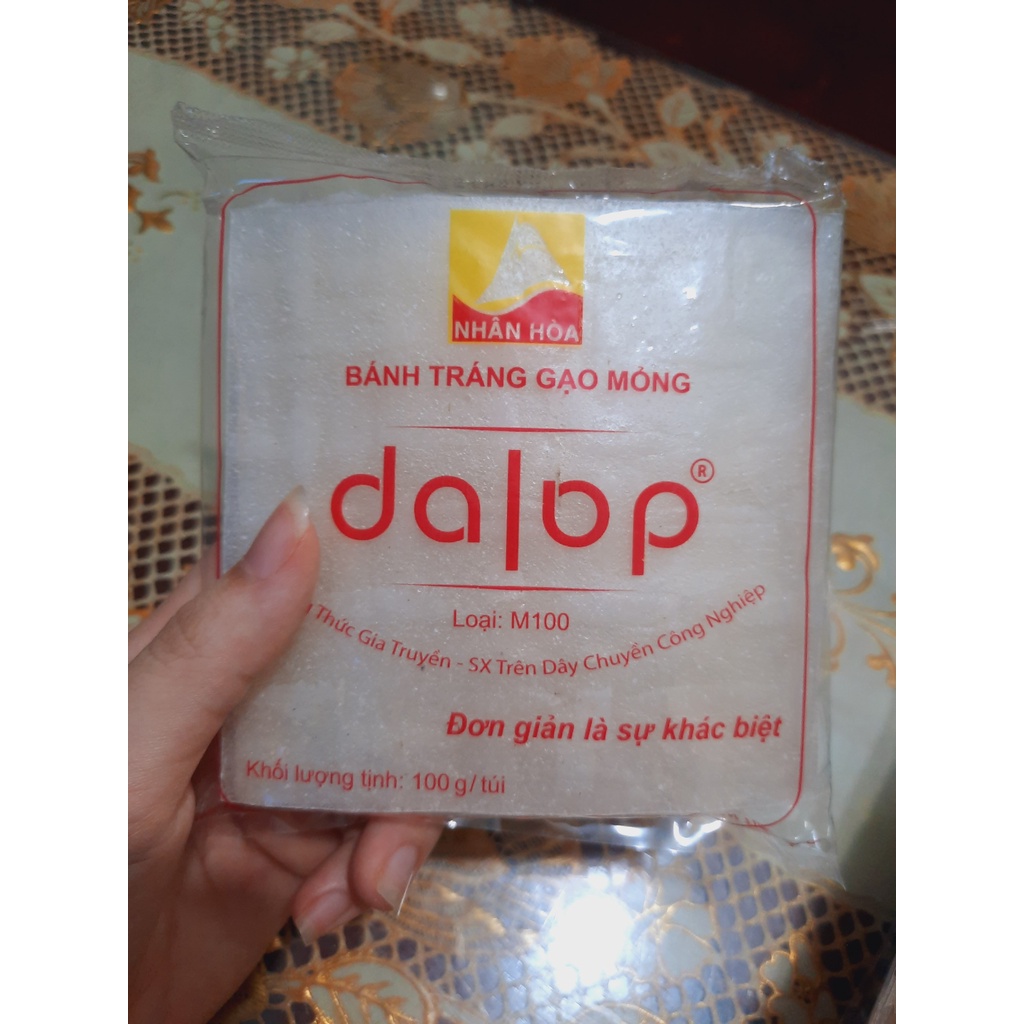 NHÂN HÒA
BÁNH TRÁNG GẠO MỎNG
dalop®
Loại: M100
Thức Gia Truyền - SX Trên Dây Chuyền Công Nghiệp
Đơn giản là sự khác biệt
Khối lượng tịnh: 100 g/túi